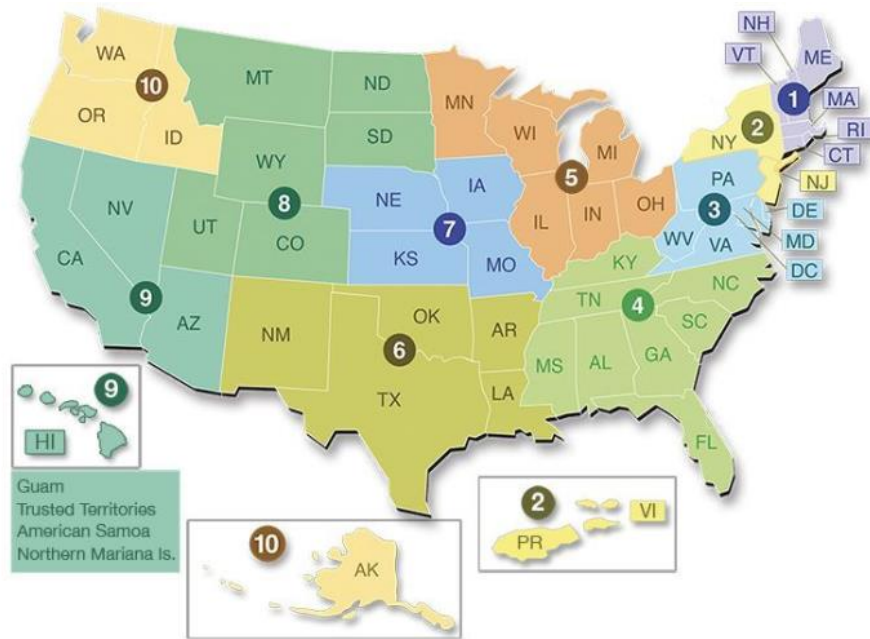 NH
ME
VT
WA
MT
ND
MN
10
1
MA
OR
ID
SD
WI
MI
NY
2
RI
CT
WY
5
NJ
NE
IA
PA
NV
8
IL
IN
OH
3
DE
UT
CO
7
WV
VA
MD
CA
KS
MO
KY
DC
9
NC
TN
AZ
NM
OK
AR
4
SC
6
MS
AL
GA
TX
LA
9
HI
FL
Guam
Trusted Territories
American Samoa
Northern Mariana Is.
2
VI
PR
10
AK